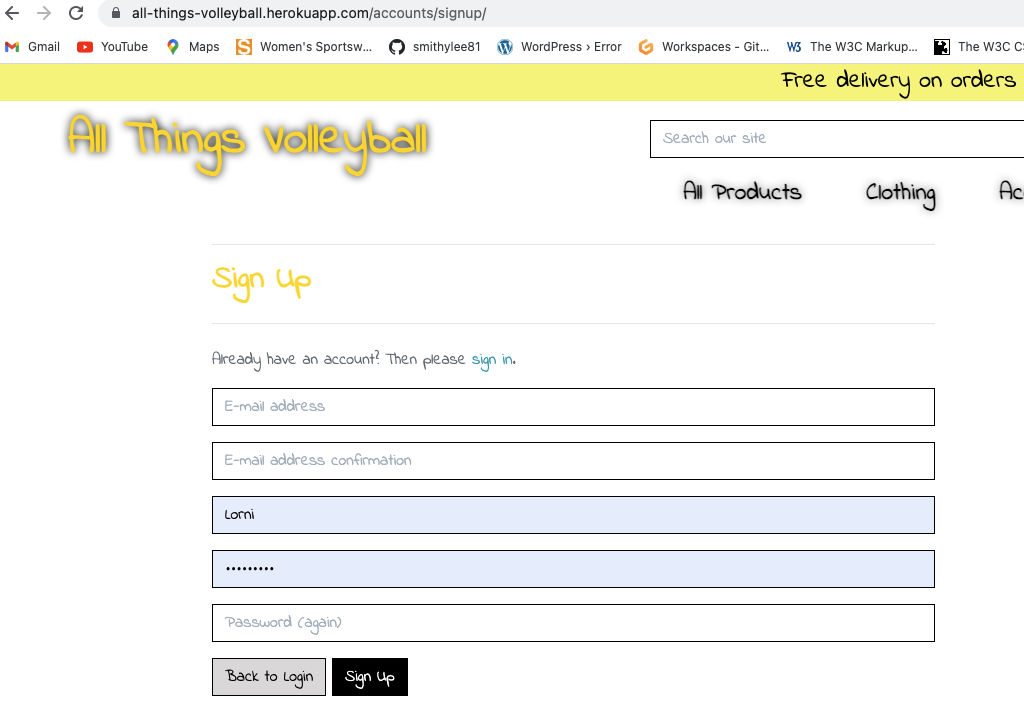 all-things-volleyball.herokuapp.com/accounts/signup/
Gmail YouTube Maps Women's Sportsw... smithylee81 WordPress › Error Workspaces - Git... The W3C Markup... The W3C CS
Free delivery on orders
All Things Volleyball
Search our site
All Products Clothing Ac
Sign Up
Already have an account? Then please sign in.
E-mail address
E-mail address confirmation
Lorni
•••••••••
Password (again)
Back to Login Sign Up